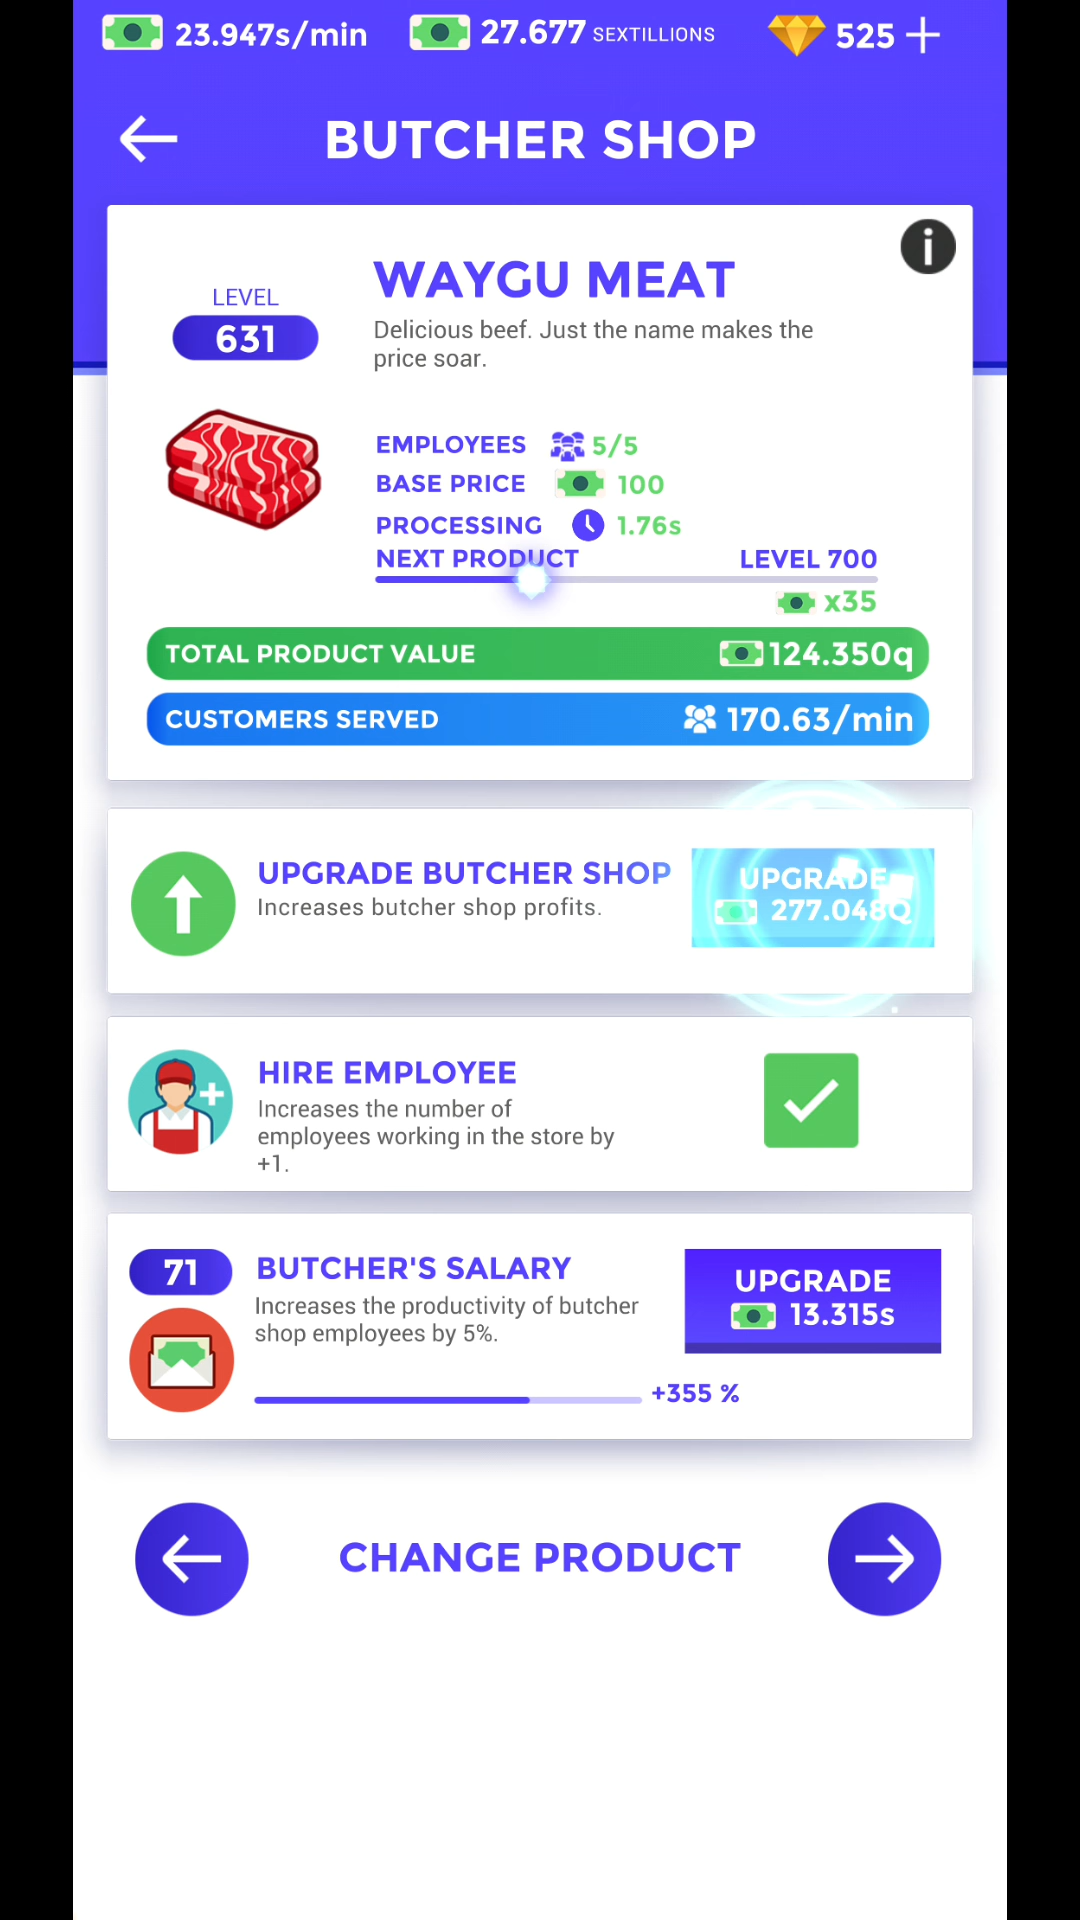 23.947s/min 27.677 SEXTILLIONS 525
BUTCHER SHOP
WAYGU MEAT
LEVEL
631
Delicious beef. Just the name makes the
price soar.
EMPLOYEES 5/5
BASE PRICE 100
PROCESSING 1.76s
NEXT PRODUCT LEVEL 700
x35
TOTAL PRODUCT VALUE 124.350q
CUSTOMERS SERVED 170.63/min
UPGRADE BUTCHER SHOP
Increases butcher shop profits.
UPGRADE
277.048Q
HIRE EMPLOYEE
Increases the number of
employees working in the store by
+1.
71
BUTCHER'S SALARY
Increases the productivity of butcher
shop employees by 5%.
UPGRADE
13.315s
+355 %
CHANGE PRODUCT